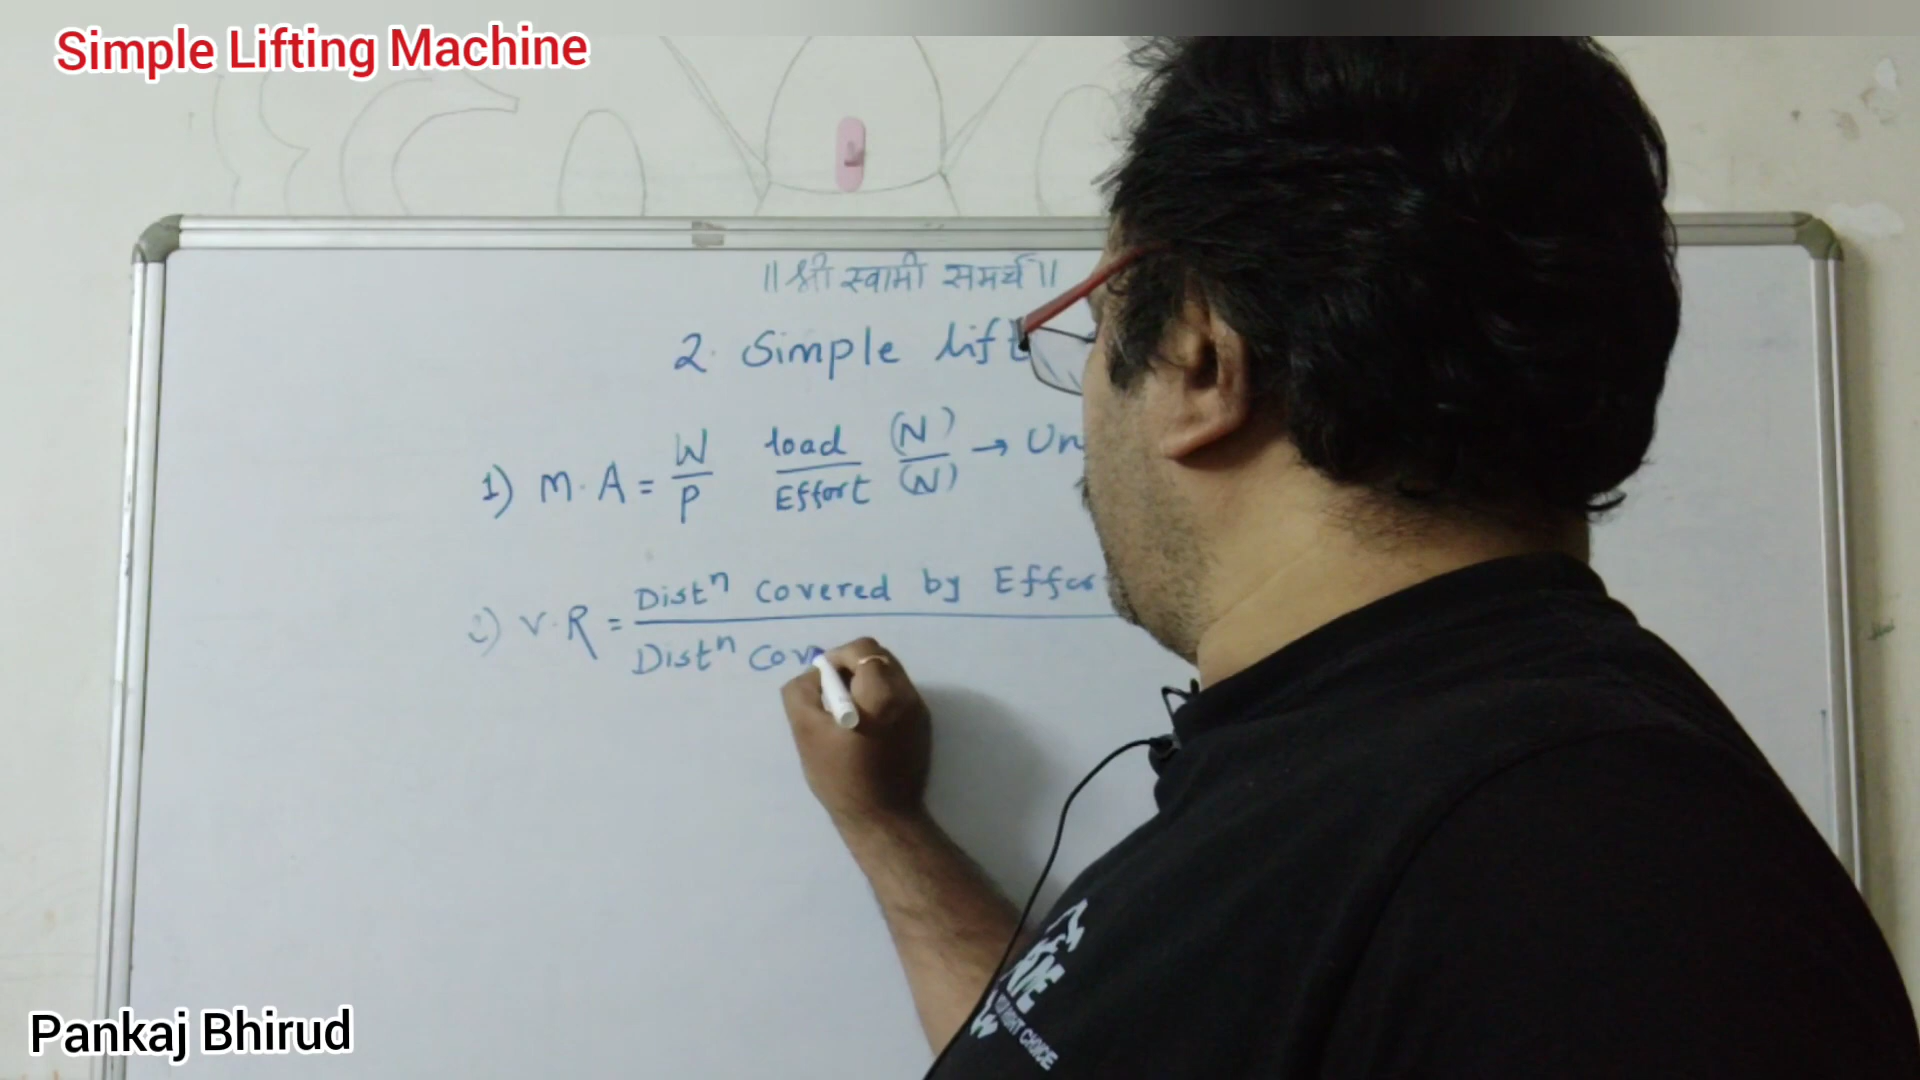 Simple Lifting Machine
॥ श्री स्वामी समर्थ ॥
2. Simple lift
1) M.A = W/P load/Effort (N)/(N) → Un
2) V.R = Distⁿ Covered by Effor
Distⁿ Cov
Pankaj Bhirud